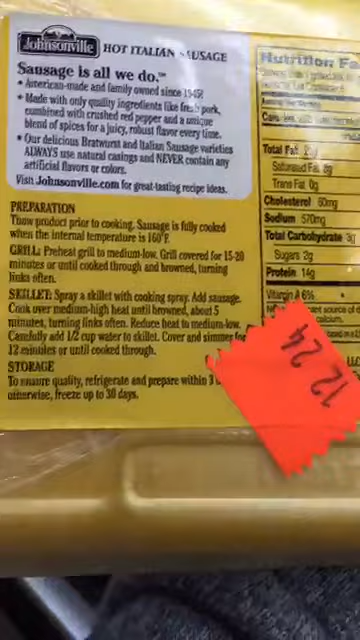 Johnsonville HOT ITALIAN SAUSAGE
Sausage is all we do.™
• American-made and family owned since 1945!
• Made with only quality ingredients like fresh pork,
combined with crushed red pepper and a unique
blend of spices for a juicy, robust flavor every time.
• Our delicious Bratwurst and Italian Sausage varieties
ALWAYS use natural casings and NEVER contain any
artificial flavors or colors.
Visit Johnsonville.com for great-tasting recipe ideas.
PREPARATION
Thaw product prior to cooking. Sausage is fully cooked
when the internal temperature is 160°F.
GRILL: Preheat grill to medium-low. Grill covered for 15-20
minutes or until cooked through and browned, turning
links often.
SKILLET: Spray a skillet with cooking spray. Add sausage.
Cook over medium-high heat until browned, about 5
minutes, turning links often. Reduce heat to medium-low.
Carefully add 1/2 cup water to skillet. Cover and simmer for
12 minutes or until cooked through.
STORAGE
To ensure quality, refrigerate and prepare within 3
otherwise, freeze up to 30 days.
Nutrition Fa
Total Fat
Saturated Fat 8g
Trans Fat 0g
Cholesterol 60mg
Sodium 570mg
Total Carbohydrate 3g
Sugars 2g
Protein 14g
Vitamin A 6%
source of
calcium.
LLC
1224